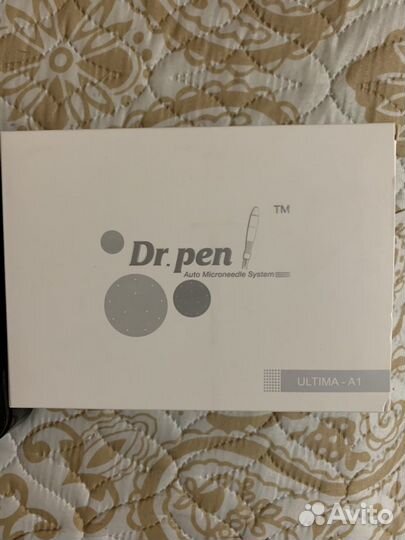 Dr. pen TM
Auto Microneedle System
ULTIMA - A1
Avito